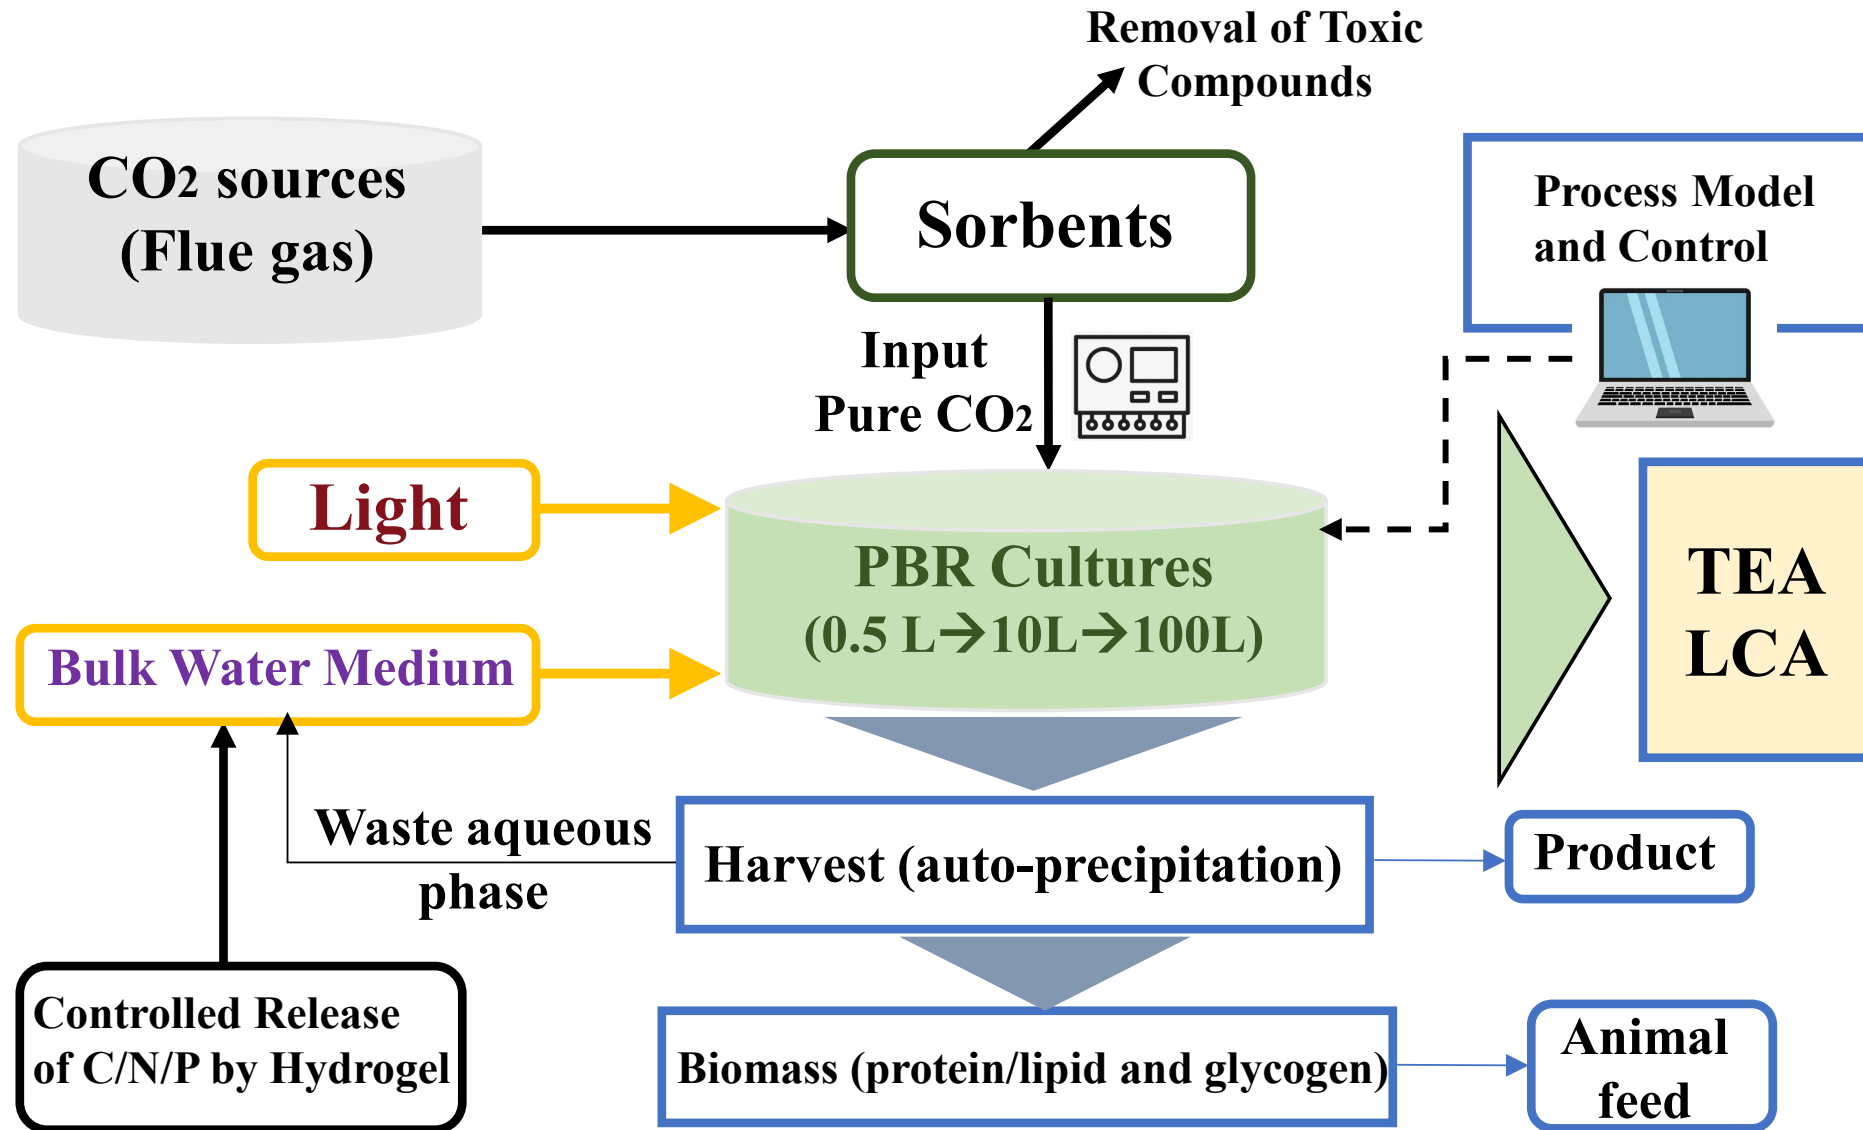 Removal of Toxic
Compounds
CO2 sources
(Flue gas)
Sorbents
Process Model
and Control
Input
Pure CO2
Light
PBR Cultures
(0.5 L→10L→100L)
TEA
LCA
Bulk Water Medium
Waste aqueous
phase
Harvest (auto-precipitation)
Product
Controlled Release
of C/N/P by Hydrogel
Biomass (protein/lipid and glycogen)
Animal
feed